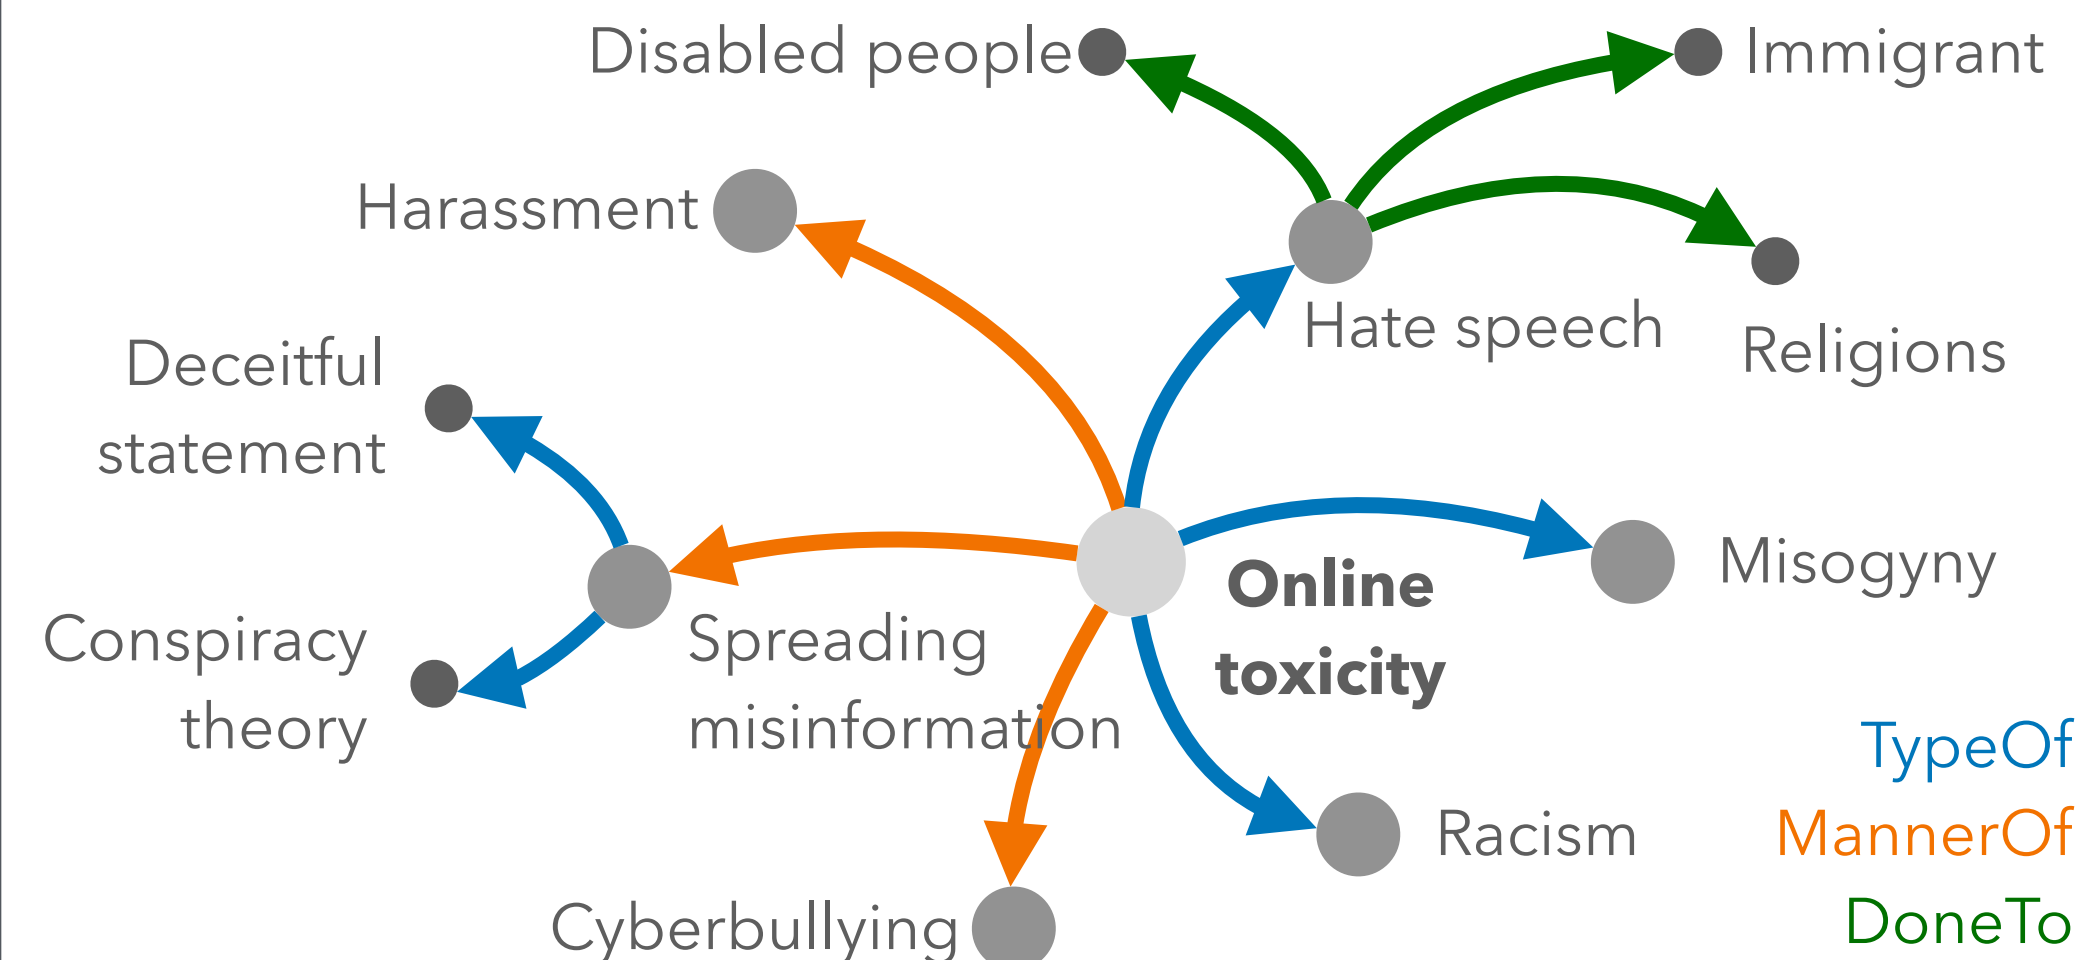 Disabled people
Immigrant
Harassment
Hate speech
Religions
Deceitful
statement
Misogyny
Online
toxicity
Conspiracy
theory
Spreading
misinformation
Racism
Cyberbullying
TypeOf
MannerOf
DoneTo